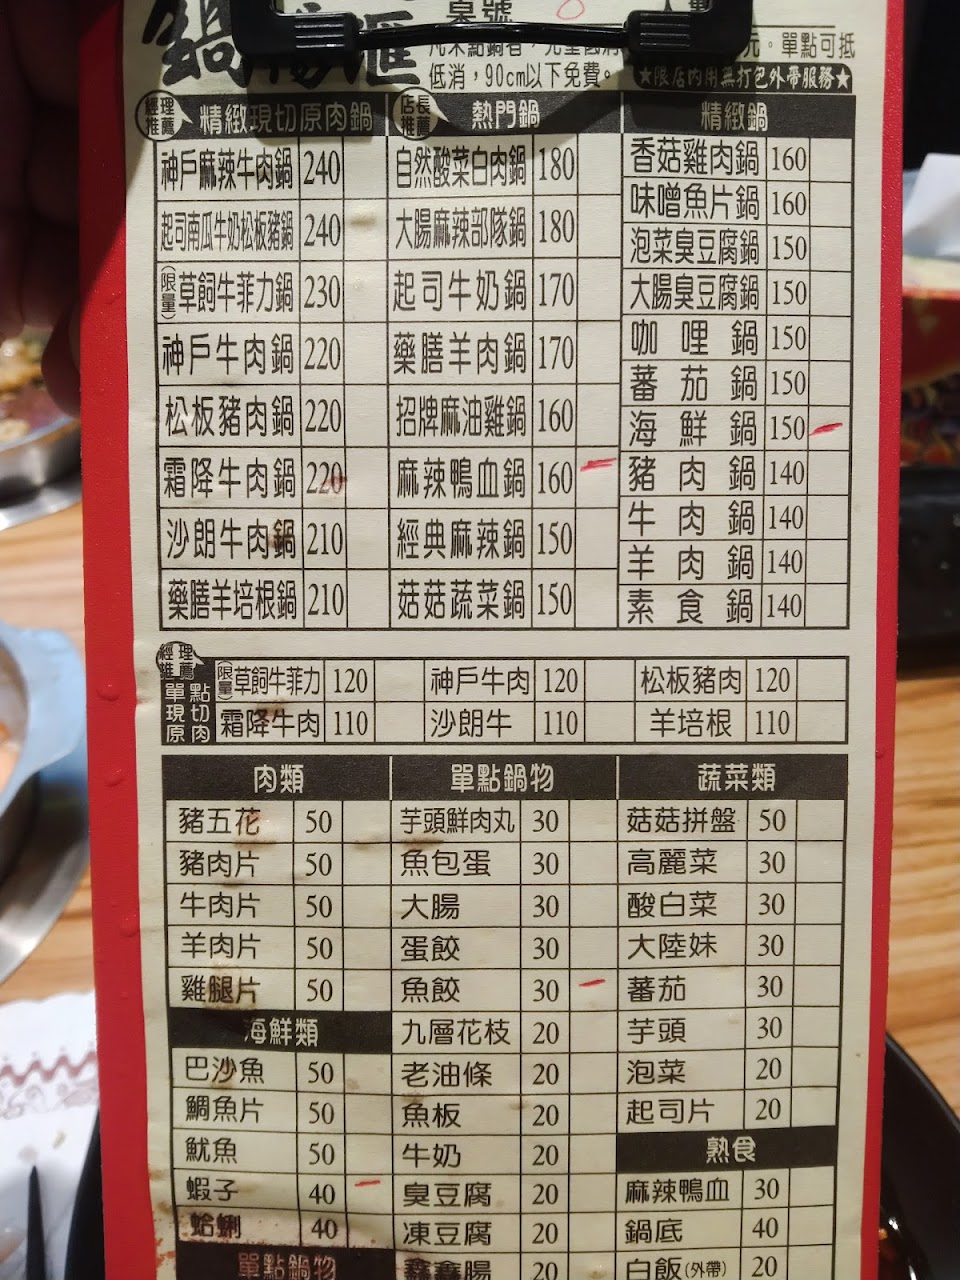 鍋湯滙
桌號 8
凡未點鍋者，
元。單點可抵
低消，90cm以下免費。
★限店內用無打包外帶服務★
經理推薦 精緻現切原肉鍋
神戶麻辣牛肉鍋 240
起司南瓜牛奶松板豬鍋 240
(限量)草飼牛菲力鍋 230
神戶牛肉鍋 220
松板豬肉鍋 220
霜降牛肉鍋 220
沙朗牛肉鍋 210
藥膳羊培根鍋 210
店長推薦 熱門鍋
自然酸菜白肉鍋 180
大腸麻辣部隊鍋 180
起司牛奶鍋 170
藥膳羊肉鍋 170
招牌麻油雞鍋 160
麻辣鴨血鍋 160
經典麻辣鍋 150
菇菇蔬菜鍋 150
精緻鍋
香菇雞肉鍋 160
味噌魚片鍋 160
泡菜臭豆腐鍋 150
大腸臭豆腐鍋 150
咖哩鍋 150
蕃茄鍋 150
海鮮鍋 150
豬肉鍋 140
牛肉鍋 140
羊肉鍋 140
素食鍋 140
經理推薦
單點現切原肉
(限量)草飼牛菲力 120 神戶牛肉 120 松板豬肉 120
霜降牛肉 110 沙朗牛 110 羊培根 110
肉類
豬五花 50
豬肉片 50
牛肉片 50
羊肉片 50
雞腿片 50
海鮮類
巴沙魚 50
鯛魚片 50
魷魚 50
蝦子 40
蛤蜊 40
單點鍋物
單點鍋物
芋頭鮮肉丸 30
魚包蛋 30
大腸 30
蛋餃 30
魚餃 30
九層花枝 20
老油條 20
魚板 20
牛奶 20
臭豆腐 20
凍豆腐 20
鑫鑫腸 20
蔬菜類
菇菇拼盤 50
高麗菜 30
酸白菜 30
大陸妹 30
蕃茄 30
芋頭 30
泡菜 20
起司片 20
熟食
麻辣鴨血 30
鍋底 40
白飯(外帶) 20